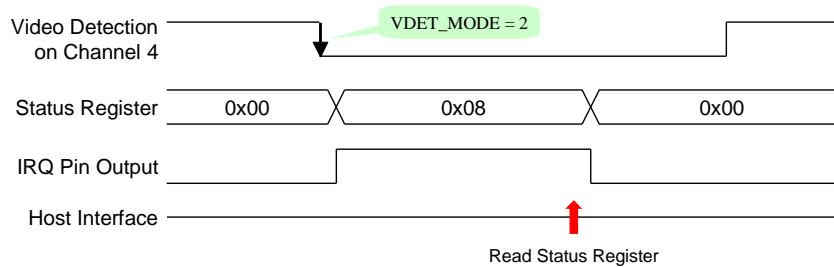 Video Detection
on Channel 4
VDET_MODE = 2
Status Register
0x00
0x08
0x00
IRQ Pin Output
Host Interface
Read Status Register